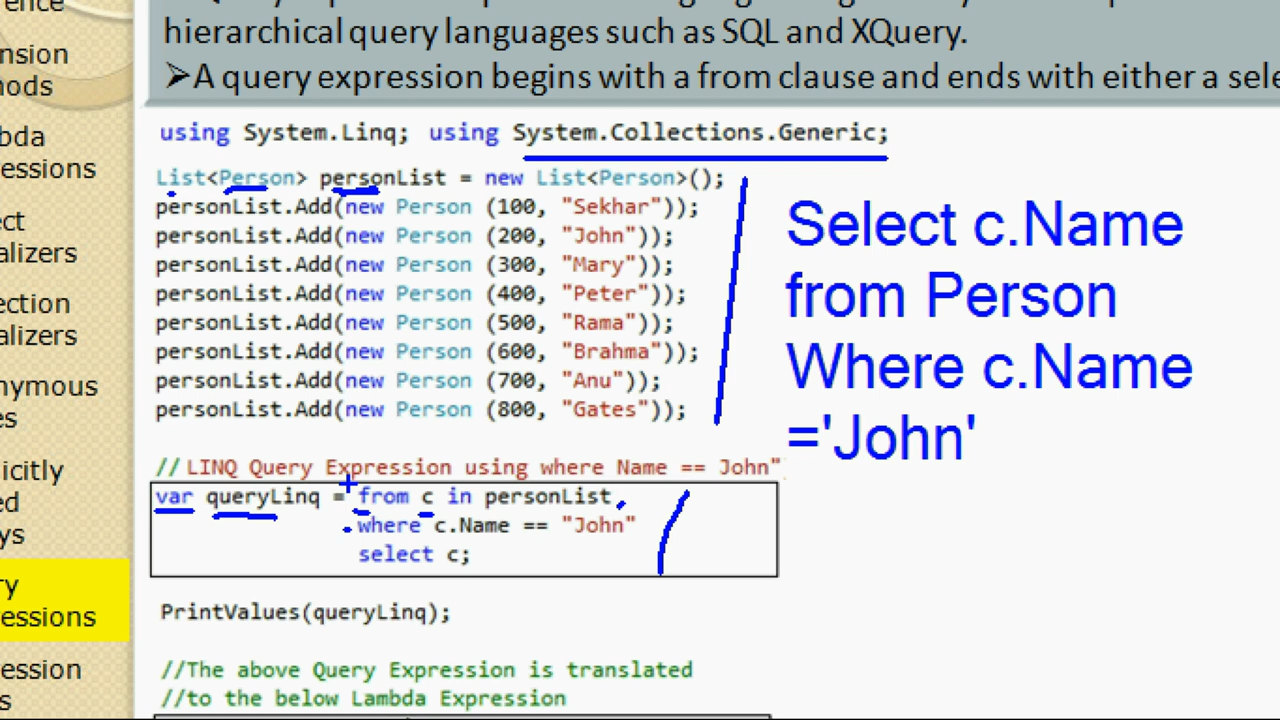 hierarchical query languages such as SQL and XQuery.
➤A query expression begins with a from clause and ends with either a sele
using System.Linq; using System.Collections.Generic;
List<Person> personList = new List<Person>();
personList.Add(new Person (100, "Sekhar"));
personList.Add(new Person (200, "John"));
personList.Add(new Person (300, "Mary"));
personList.Add(new Person (400, "Peter"));
personList.Add(new Person (500, "Rama"));
personList.Add(new Person (600, "Brahma"));
personList.Add(new Person (700, "Anu"));
personList.Add(new Person (800, "Gates"));
Select c.Name
from Person
Where c.Name
='John'
// LINQ Query Expression using where Name == John"
var queryLinq = from c in personList
where c.Name == "John"
select c;
PrintValues(queryLinq);
//The above Query Expression is translated
//to the below Lambda Expression
ension
hods
bda
essions
ect
alizers
ection
alizers
nymous
es
licitly
ed
ys
ry
essions
ession
s